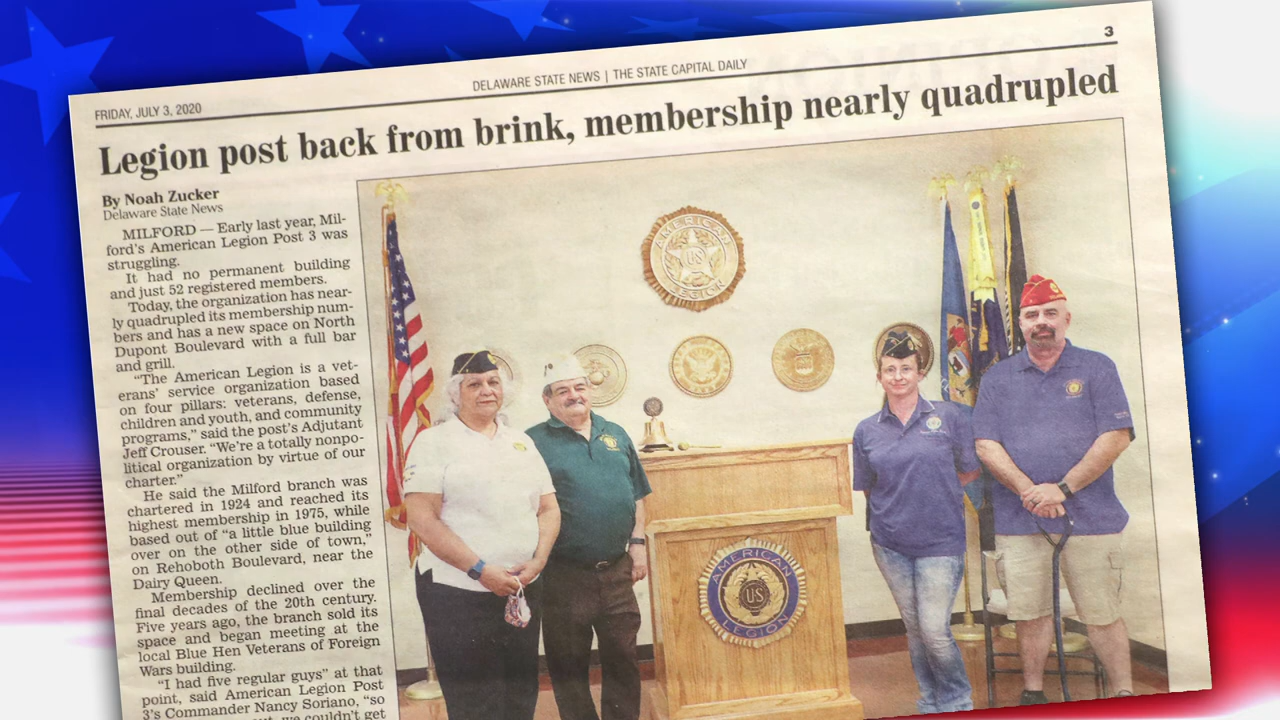 3
DELAWARE STATE NEWS | THE STATE CAPITAL DAILY
FRIDAY, JULY 3, 2020
Legion post back from brink, membership nearly quadrupled
By Noah Zucker
Delaware State News
MILFORD — Early last year, Mil-
ford's American Legion Post 3 was
struggling.
It had no permanent building
and just 52 registered members.
Today, the organization has near-
ly quadrupled its membership num-
bers and has a new space on North
Dupont Boulevard with a full bar
and grill.
"The American Legion is a vet-
erans' service organization based
on four pillars: veterans, defense,
children and youth, and community
programs," said the post's Adjutant
Jeff Crouser. "We're a totally nonpo-
litical organization by virtue of our
charter."
He said the Milford branch was
chartered in 1924 and reached its
highest membership in 1975, while
based out of "a little blue building
over on the other side of town,"
on Rehoboth Boulevard, near the
Dairy Queen.
Membership declined over the
final decades of the 20th century.
Five years ago, the branch sold its
space and began meeting at the
local Blue Hen Veterans of Foreign
Wars building.
"I had five regular guys" at that
point, said American Legion Post
3's Commander Nancy Soriano, "so
we couldn't get
AMERICAN
US
LEGION
AMERICAN
US
LEGION